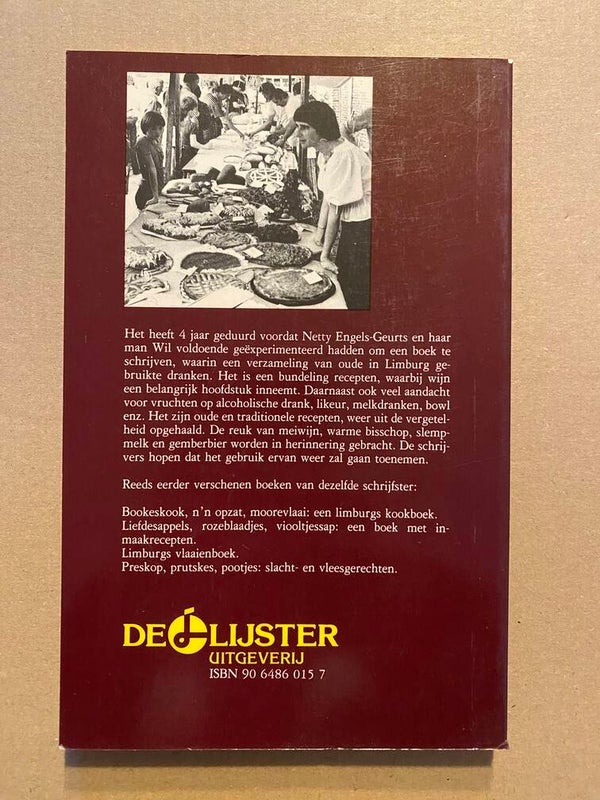 Het heeft 4 jaar geduurd voordat Netty Engels-Geurts en haar
man Wil voldoende geëxperimenteerd hadden om een boek te
schrijven, waarin een verzameling van oude in Limburg ge-
bruikte dranken. Het is een bundeling recepten, waarbij wijn
een belangrijk hoofdstuk inneemt. Daarnaast ook veel aandacht
voor vruchten op alcoholische drank, likeur, melkdranken, bowl
enz. Het zijn oude en traditionele recepten, weer uit de vergetel-
heid opgehaald. De reuk van meiwijn, warme bisschop, slemp-
melk en gemberbier worden in herinnering gebracht. De schrij-
vers hopen dat het gebruik ervan weer zal gaan toenemen.
Reeds eerder verschenen boeken van dezelfde schrijfster:
Bookeskook, n'n opzat, moorevlaai: een limburgs kookboek.
Liefdesappels, rozeblaadjes, viooltjessap: een boek met in-
maakrecepten.
Limburgs vlaaienboek.
Preskop, prutskes, pootjes: slacht- en vleesgerechten.
DE LIJSTER
UITGEVERIJ
ISBN 90 6486 015 7